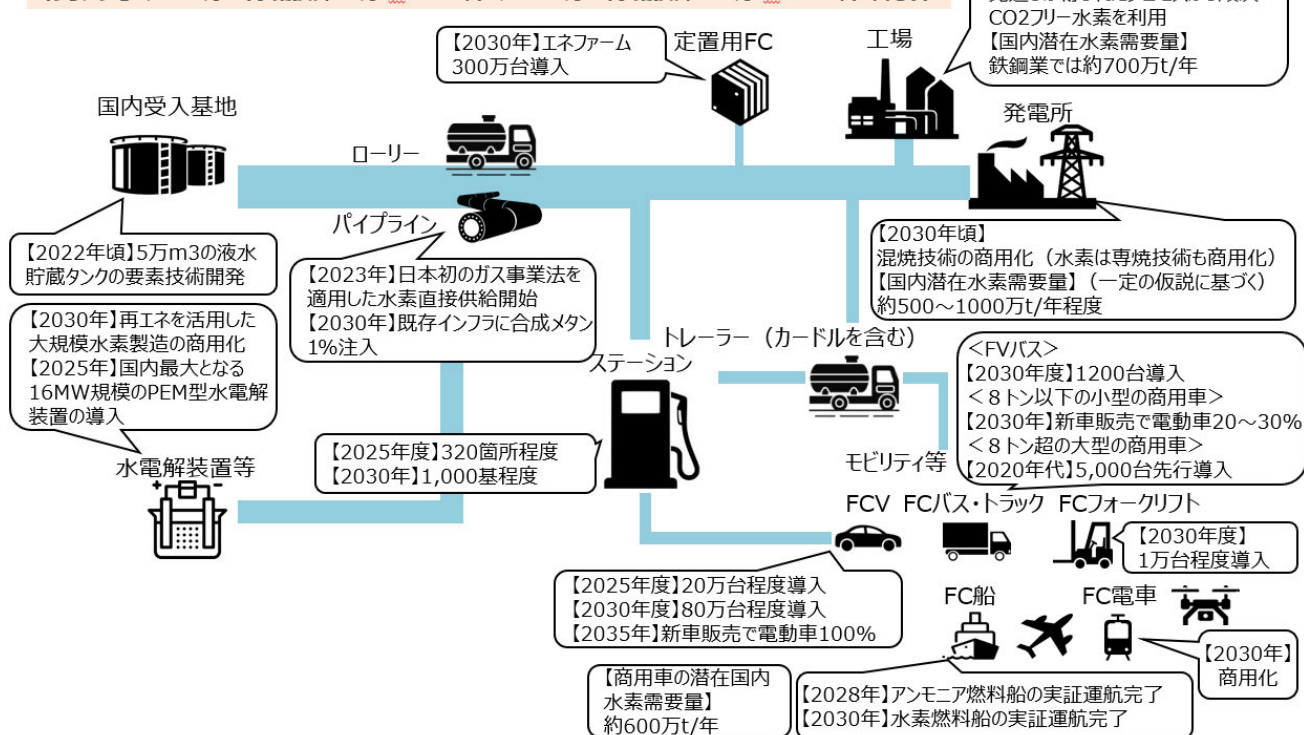 CO2フリー水素を利用
【国内潜在水素需要量】
鉄鋼業では約700万t/年
【2030年】エネファーム
300万台導入
定置用FC
工場
国内受入基地
発電所
ローリー
パイプライン
【2022年頃】5万m3の液水
貯蔵タンクの要素技術開発
【2023年】日本初のガス事業法を
適用した水素直接供給開始
【2030年】既存インフラに合成メタン
1%注入
【2030年頃】
混焼技術の商用化（水素は専焼技術も商用化）
【国内潜在水素需要量】（一定の仮説に基づく）
約500～1000万t/年程度
【2030年】再エネを活用した
大規模水素製造の商用化
【2025年】国内最大となる
16MW規模のPEM型水電解
装置の導入
トレーラー（カードルを含む）
ステーション
＜FVバス＞
【2030年度】1200台導入
＜８トン以下の小型の商用車＞
【2030年】新車販売で電動車20～30%
＜８トン超の大型の商用車＞
【2020年代】5,000台先行導入
【2025年度】320箇所程度
【2030年】1,000基程度
水電解装置等
モビリティ等
FCV FCバス・トラック FCフォークリフト
【2030年度】
1万台程度導入
【2025年度】20万台程度導入
【2030年度】80万台程度導入
【2035年】新車販売で電動車100%
FC船
FC電車
【2030年】
商用化
【商用車の潜在国内
水素需要量】
約600万t/年
【2028年】アンモニア燃料船の実証運航完了
【2030年】水素燃料船の実証運航完了